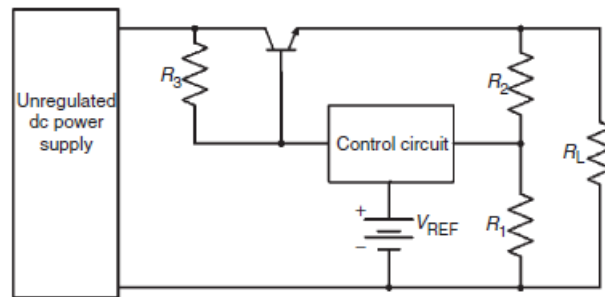 Unregulated
dc power
supply
R3
Control circuit
R2
RL
+
VREF
−
R1